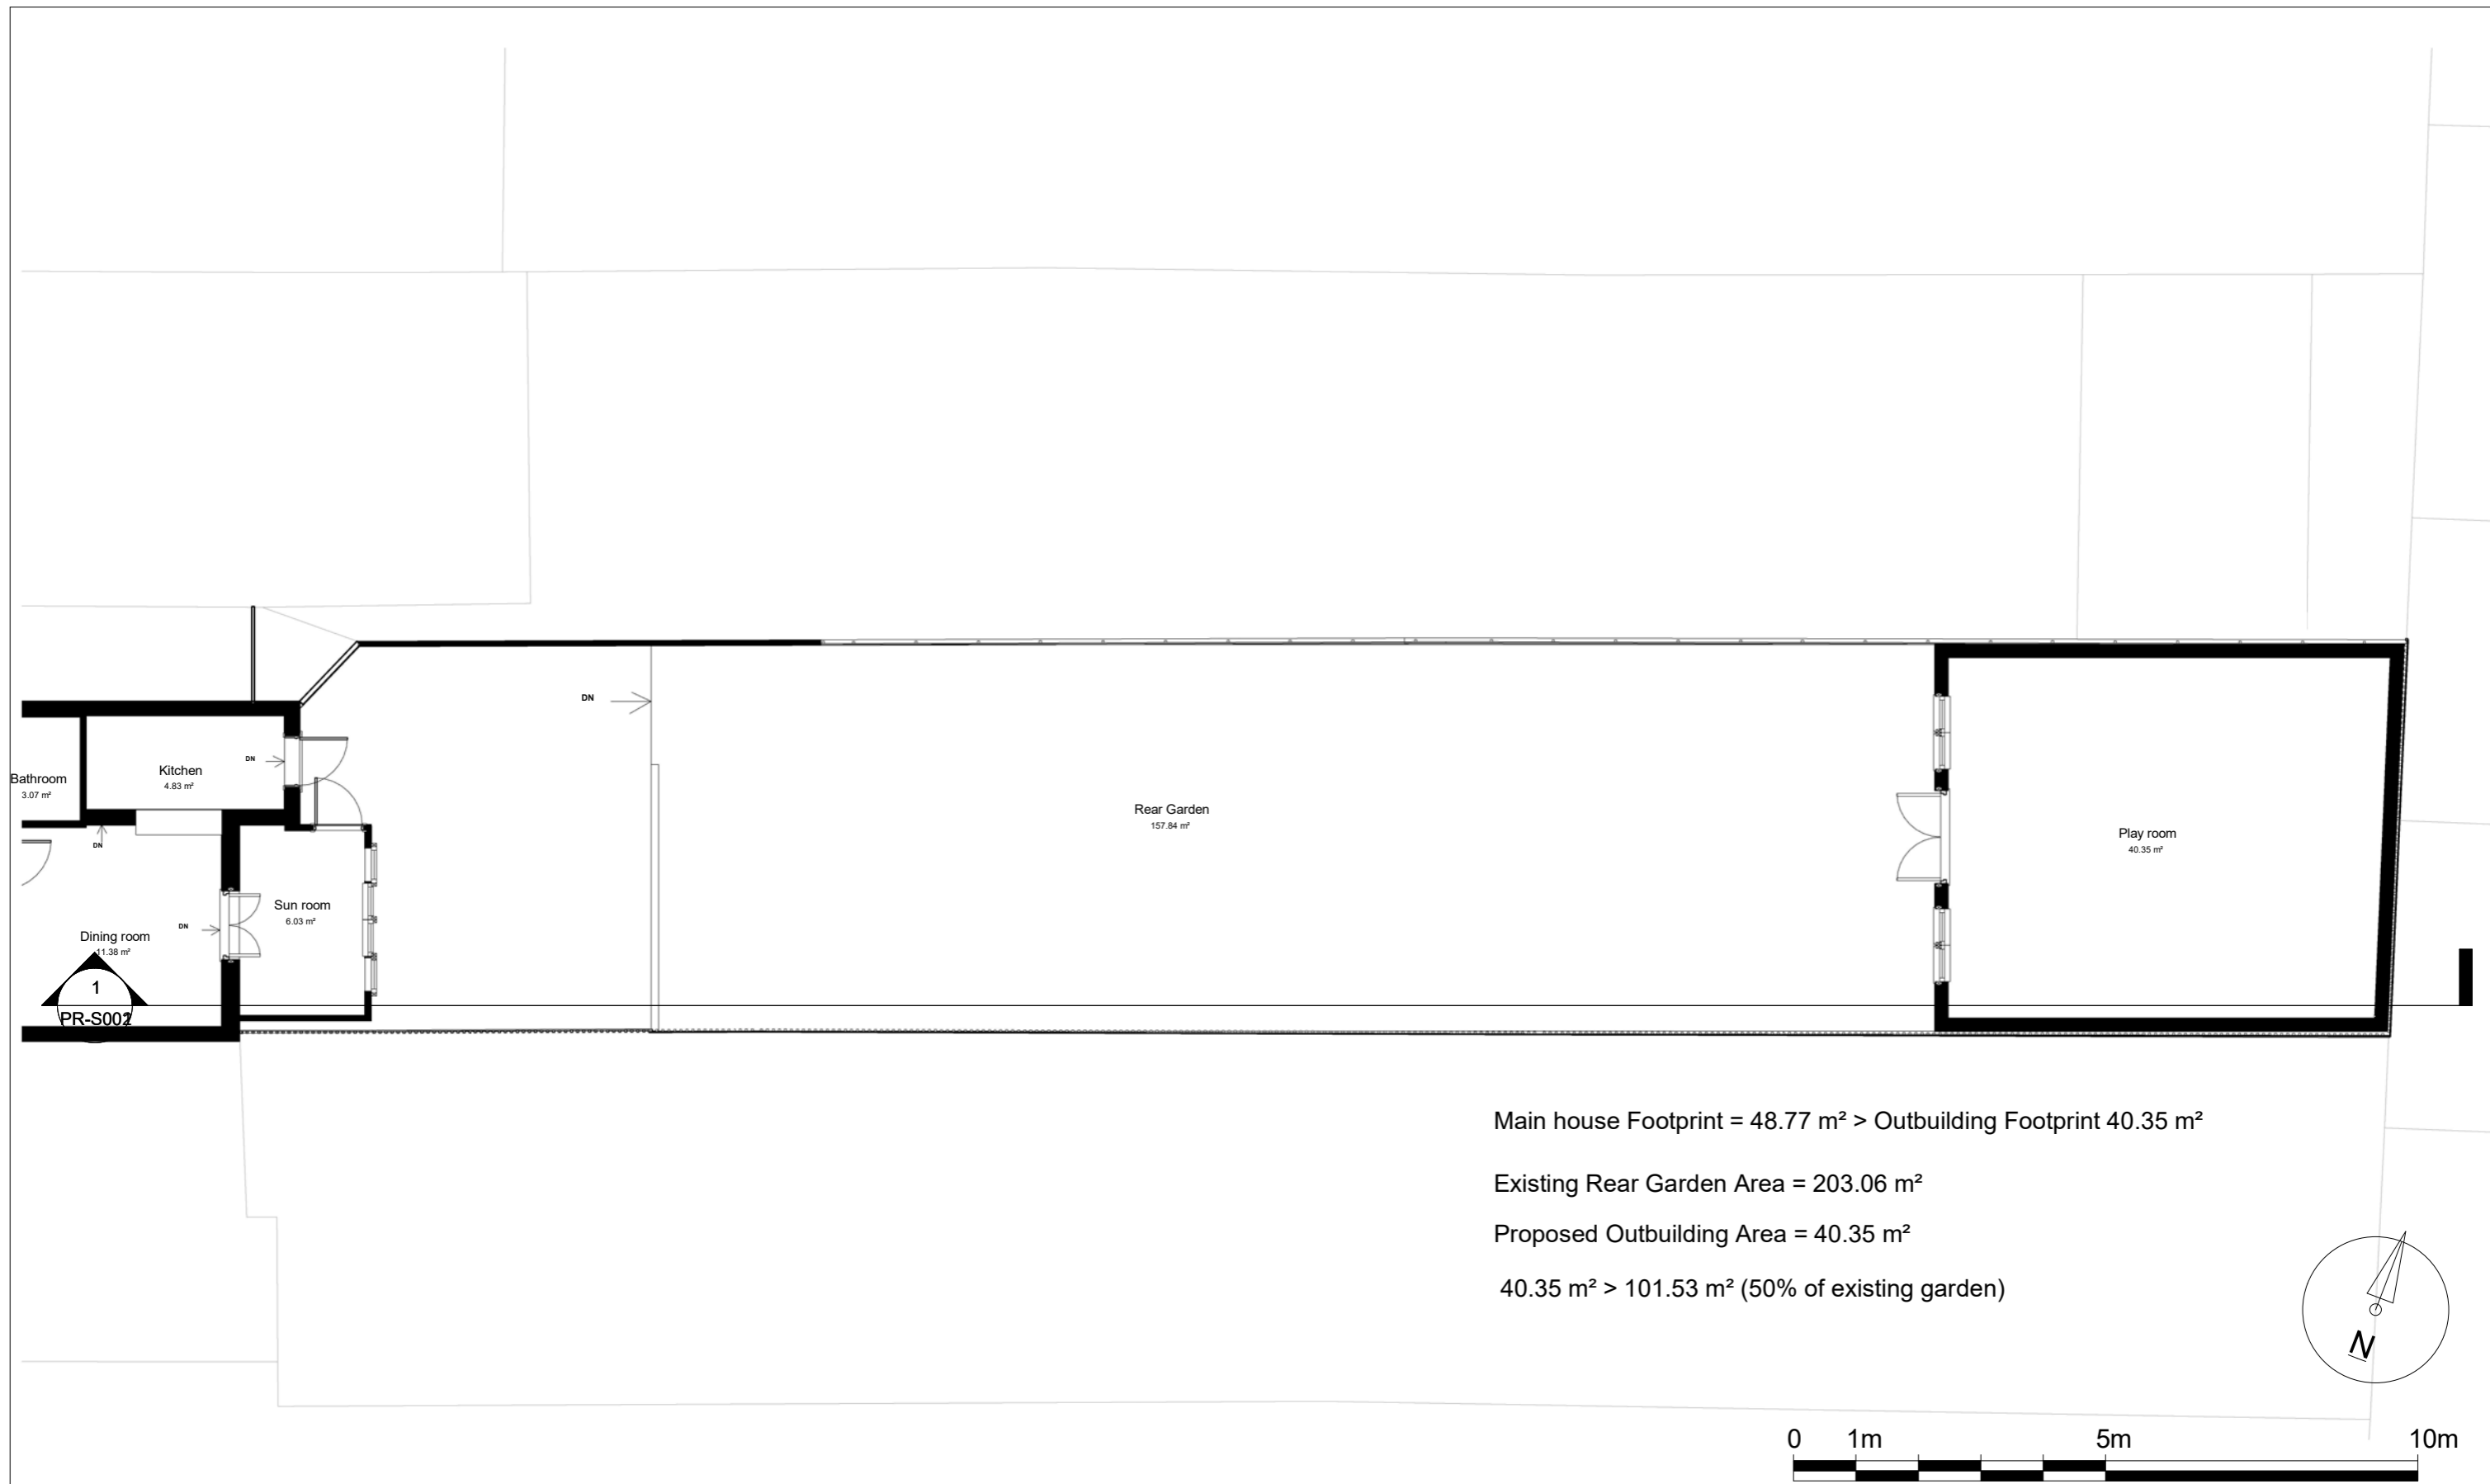 DN
Bathroom
3.07 m²
Kitchen
4.83 m²
DN
DN
Sun room
6.03 m²
DN
Dining room
11.38 m²
1
Rear Garden
157.84 m²
Play room
40.35 m²
Main house Footprint = 48.77 m² > Outbuilding Footprint 40.35 m²
Existing Rear Garden Area = 203.06 m²
Proposed Outbuilding Area = 40.35 m²
40.35 m² > 101.53 m² (50% of existing garden)
N
0 1m 5m 10m